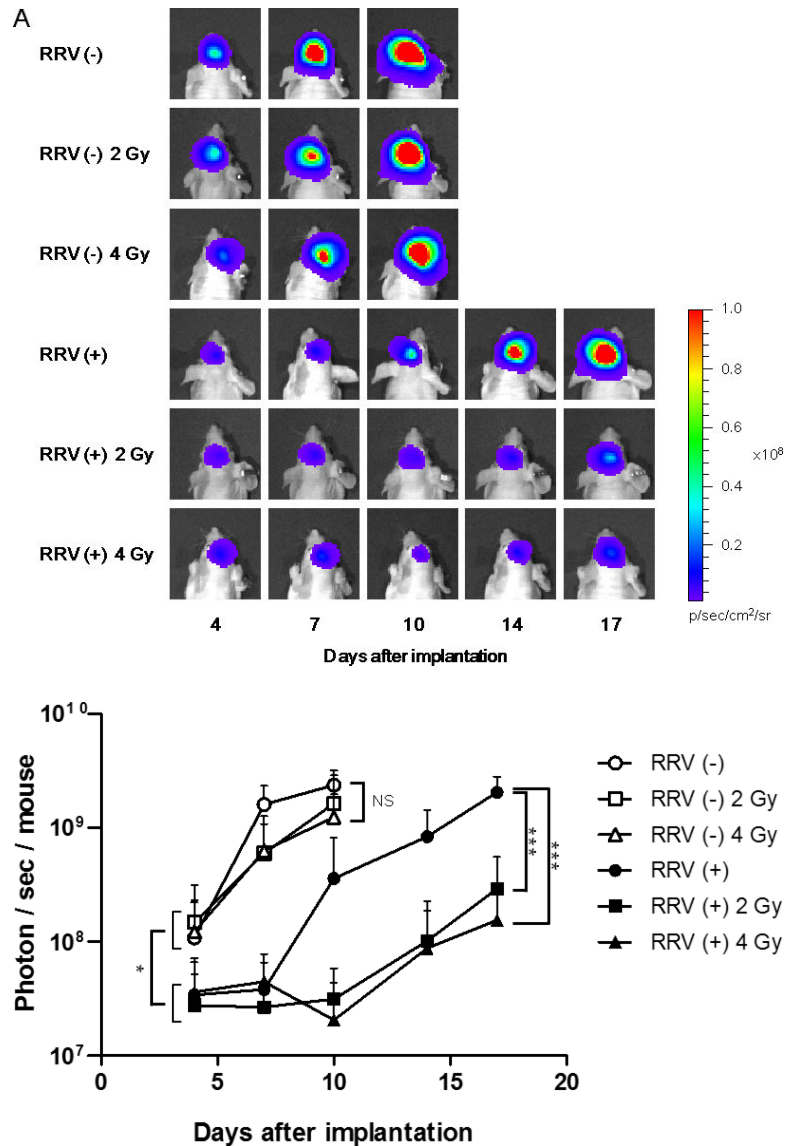 A
RRV (-)
RRV (-) 2 Gy
RRV (-) 4 Gy
RRV (+)
RRV (+) 2 Gy
RRV (+) 4 Gy
1.0
0.8
0.6
0.4
0.2
×10⁸
p/sec/cm²/sr
4 7 10 14 17
Days after implantation
Photon / sec / mouse
10¹⁰
10⁹
10⁸
10⁷
0 5 10 15 20
Days after implantation
*
NS
***
***
RRV (-)
RRV (-) 2 Gy
RRV (-) 4 Gy
RRV (+)
RRV (+) 2 Gy
RRV (+) 4 Gy